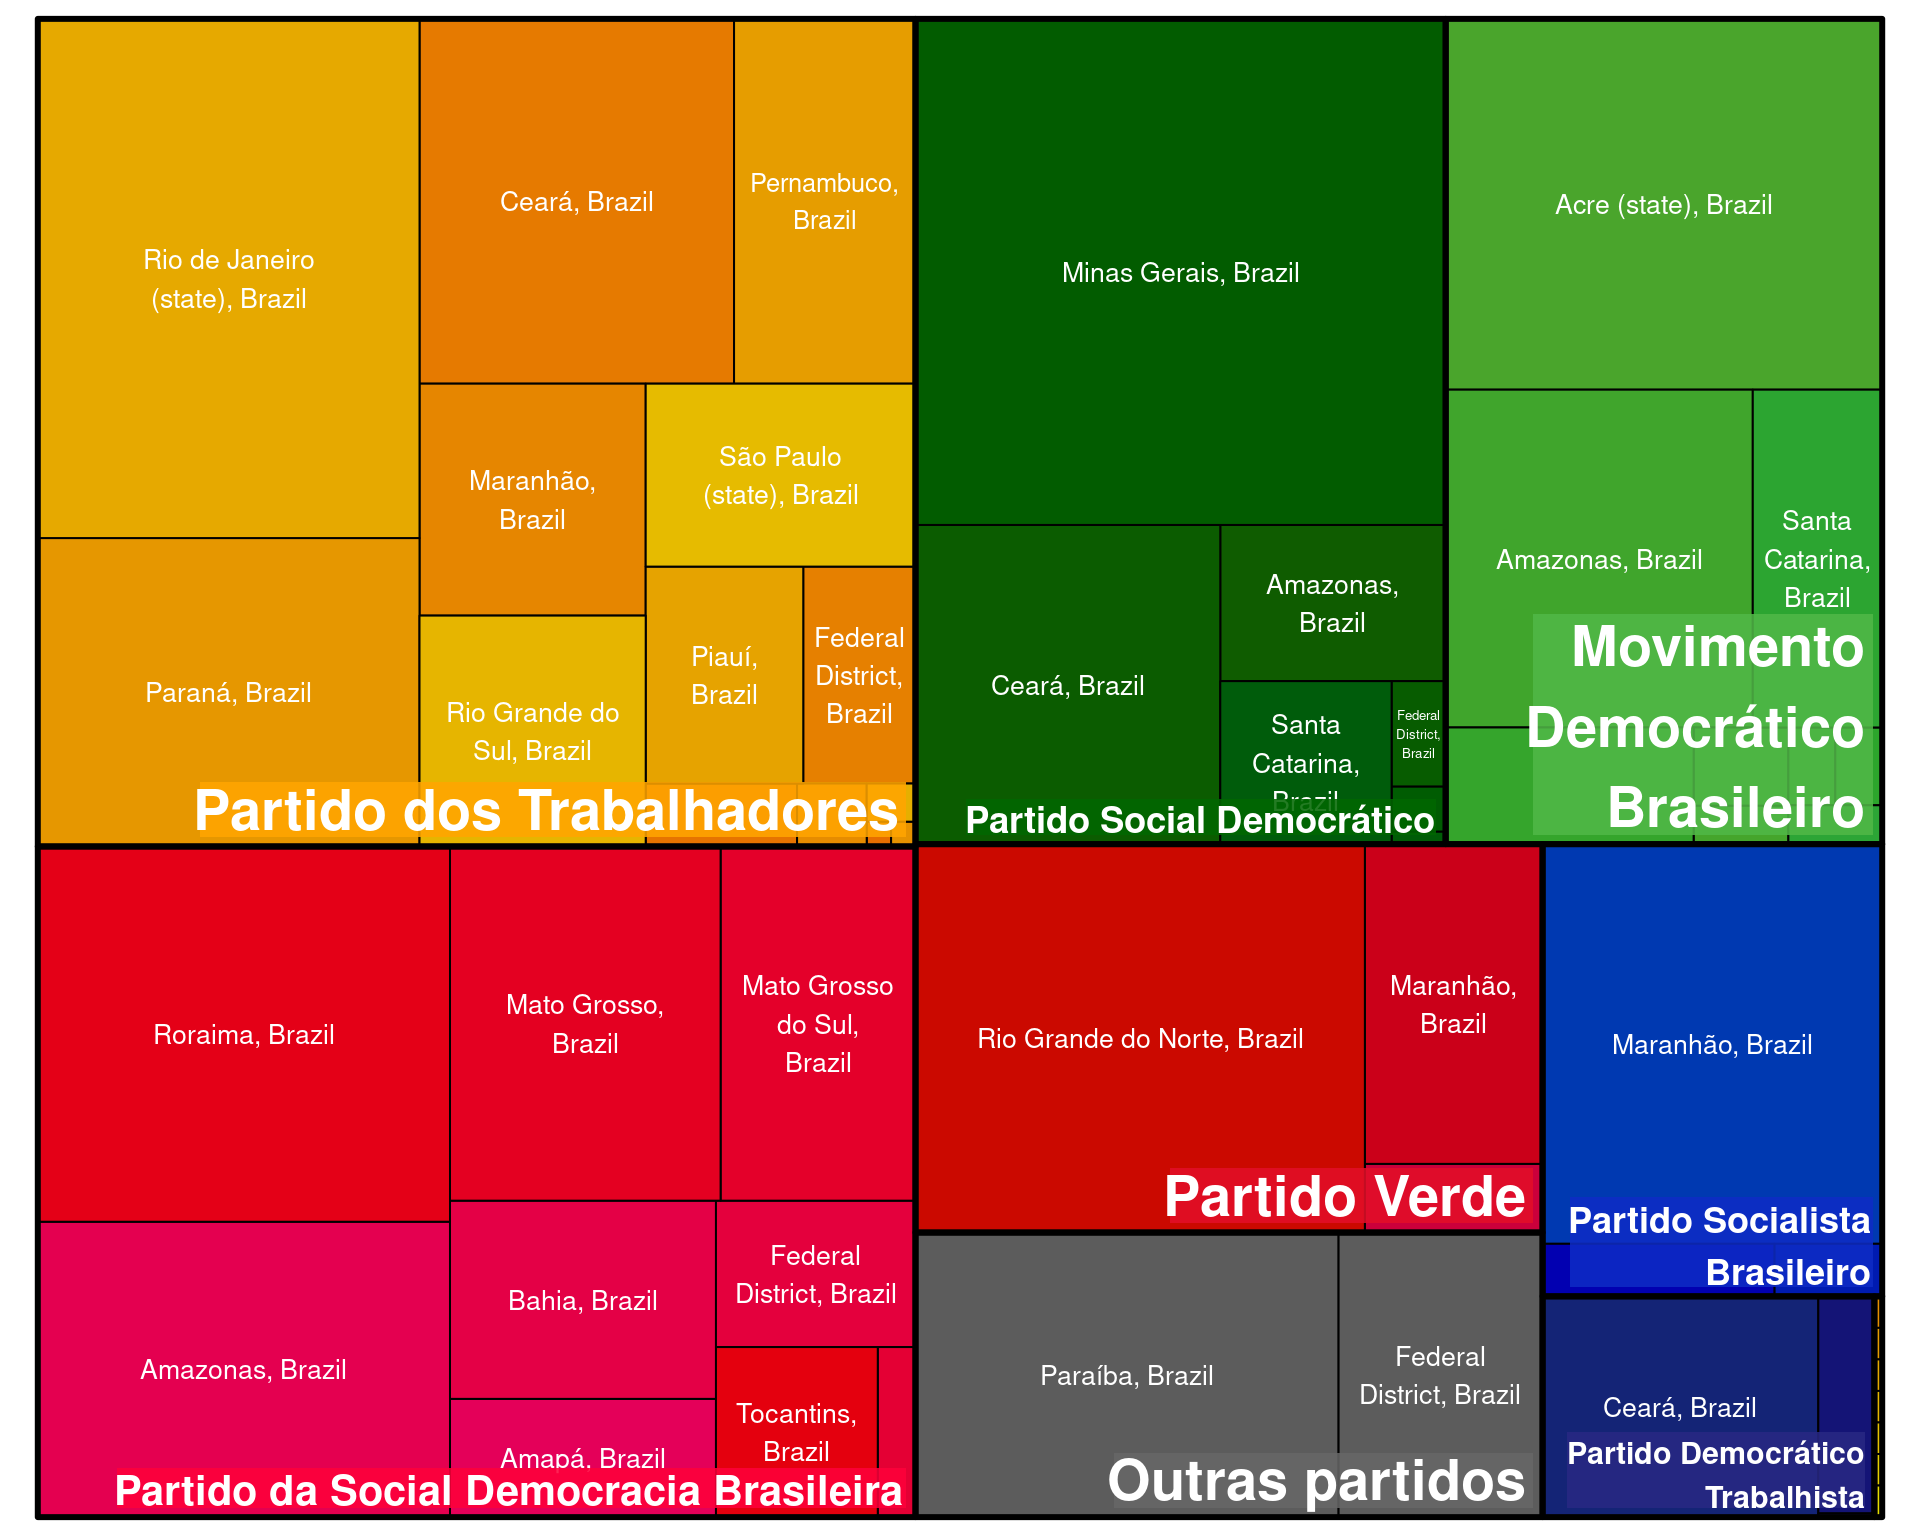 Rio de Janeiro
(state), Brazil
Ceará, Brazil
Pernambuco,
Brazil
Maranhão,
Brazil
São Paulo
(state), Brazil
Paraná, Brazil
Rio Grande do
Sul, Brazil
Piauí,
Brazil
Federal
District,
Brazil
Partido dos Trabalhadores
Minas Gerais, Brazil
Ceará, Brazil
Amazonas,
Brazil
Santa
Catarina,
Brazil
Federal
District,
Brazil
Partido Social Democrático
Acre (state), Brazil
Amazonas, Brazil
Santa
Catarina,
Brazil
Movimento
Democrático
Brasileiro
Roraima, Brazil
Mato Grosso,
Brazil
Mato Grosso
do Sul,
Brazil
Amazonas, Brazil
Bahia, Brazil
Federal
District, Brazil
Amapá, Brazil
Tocantins,
Brazil
Partido da Social Democracia Brasileira
Rio Grande do Norte, Brazil
Maranhão,
Brazil
Partido Verde
Maranhão, Brazil
Partido Socialista
Brasileiro
Paraíba, Brazil
Federal
District, Brazil
Outras partidos
Ceará, Brazil
Partido Democrático
Trabalhista